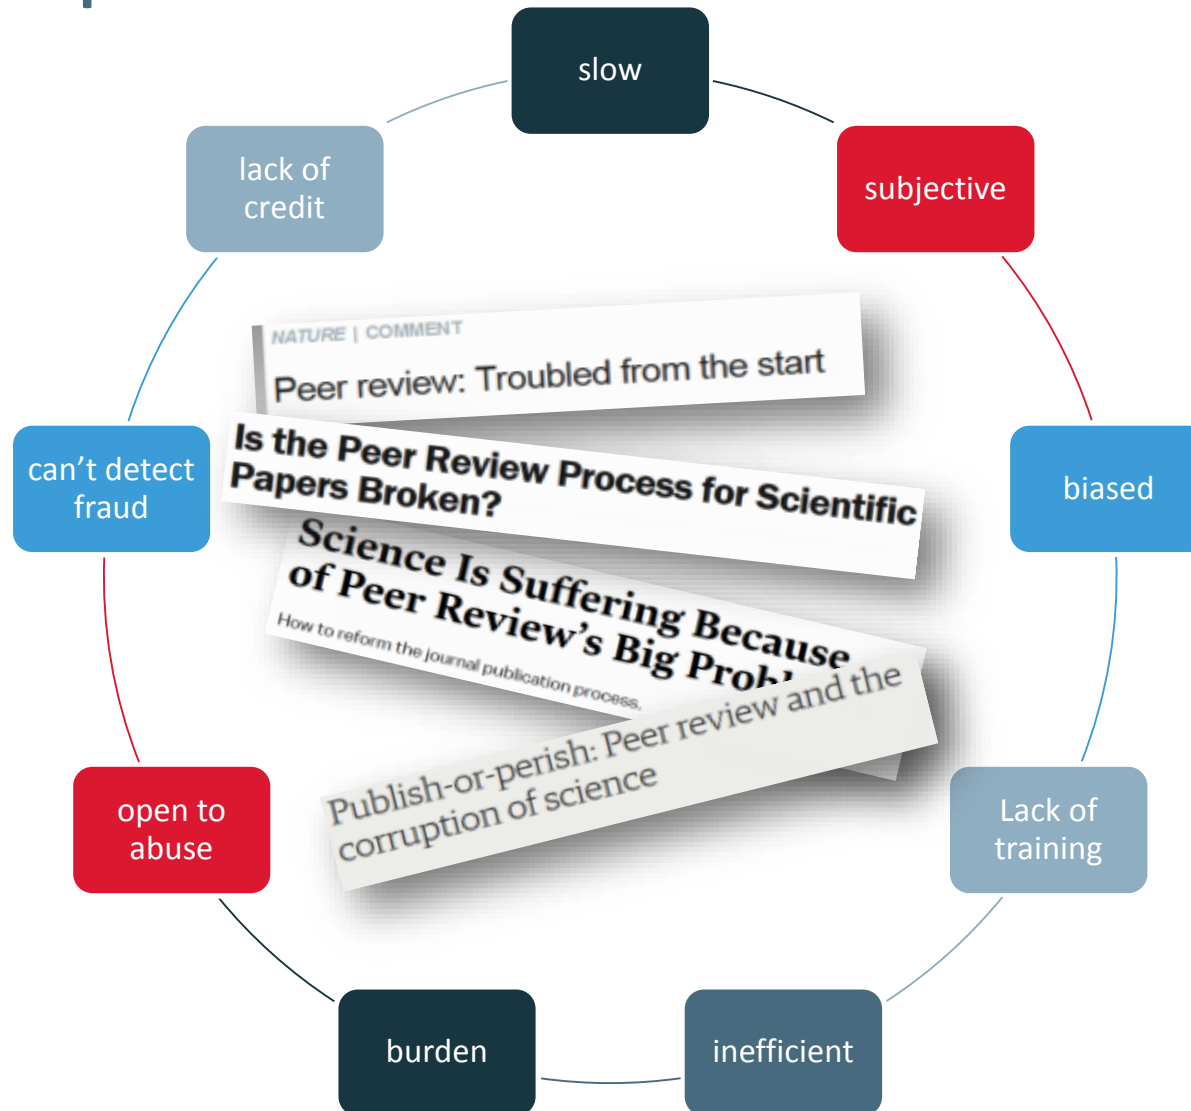 slow
subjective
biased
Lack of
training
inefficient
burden
open to
abuse
can’t detect
fraud
lack of
credit
NATURE | COMMENT
Peer review: Troubled from the start
Is the Peer Review Process for Scientific
Papers Broken?
Science Is Suffering Because
of Peer Review’s Big
How to reform the journal publication process.
Publish-or-perish: Peer review and the
corruption of science